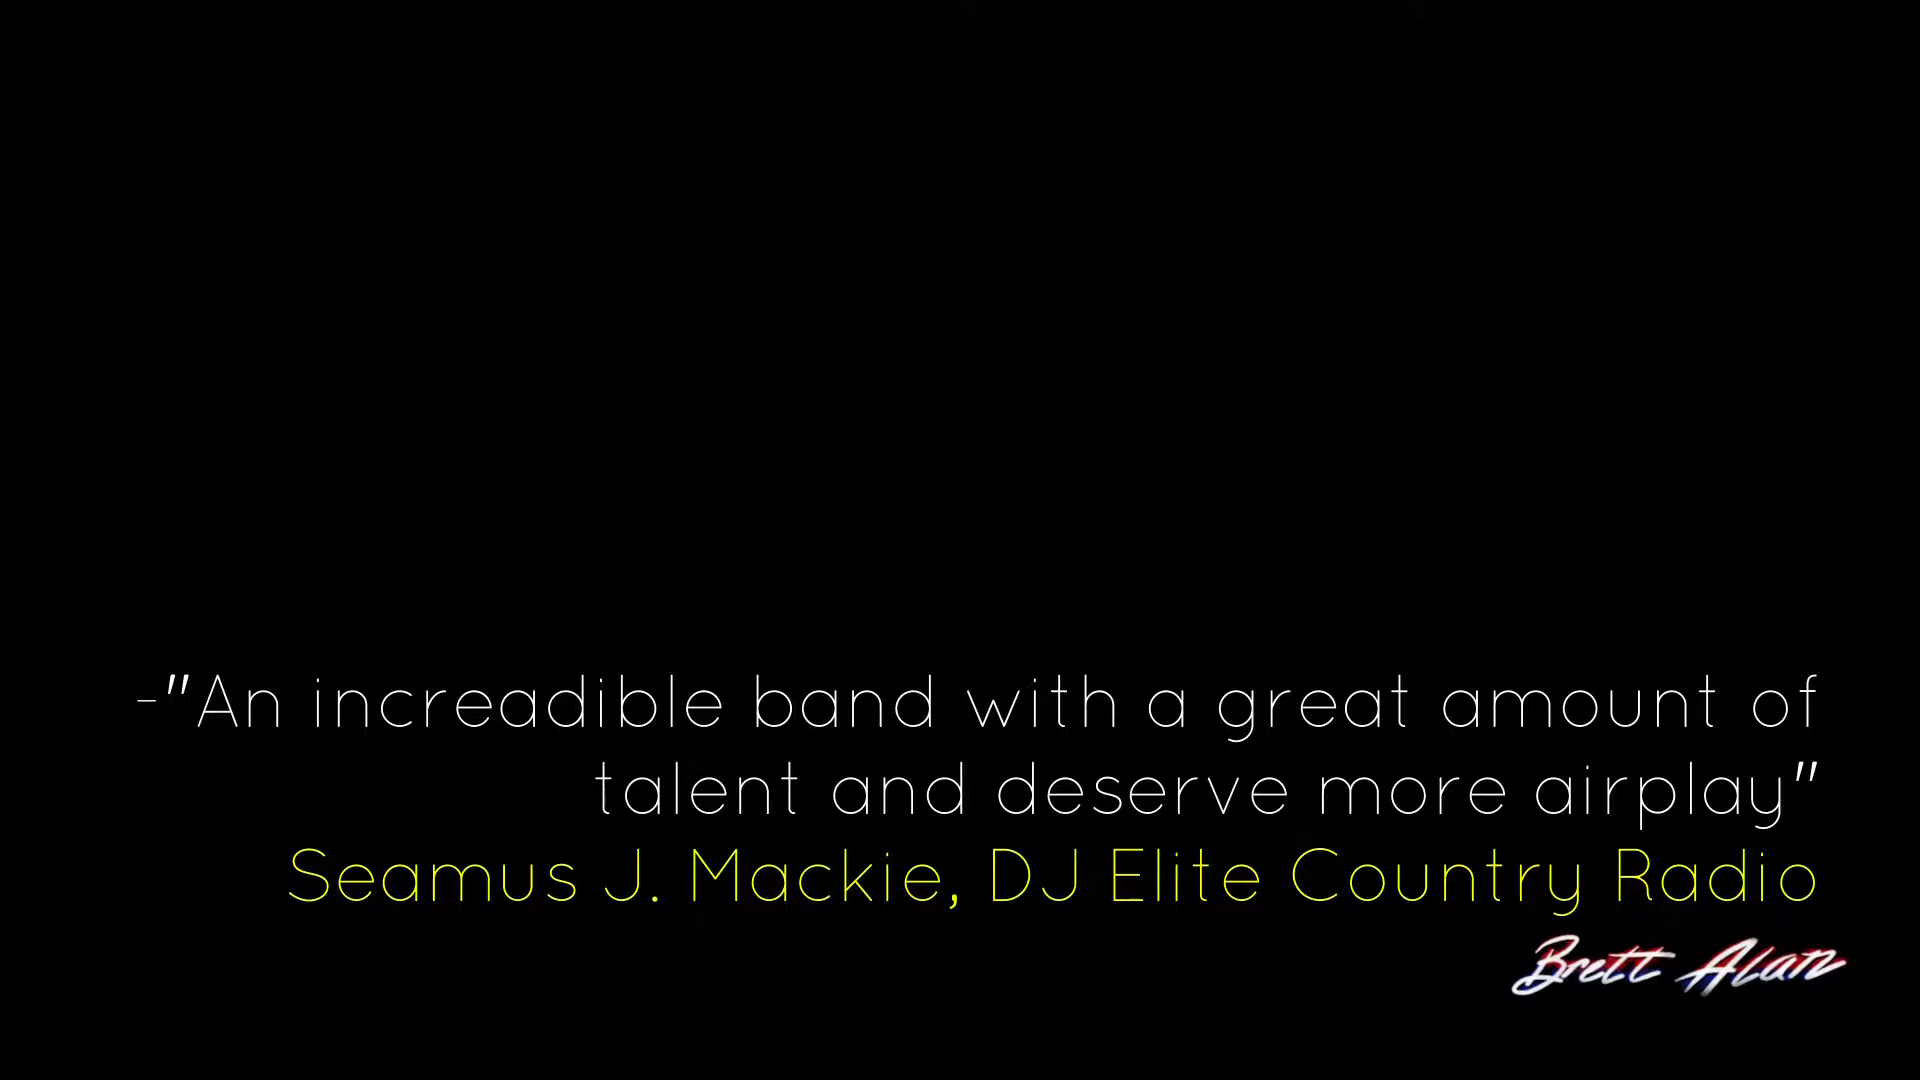 -"An increadible band with a great amount of
talent and deserve more airplay"
Seamus J. Mackie, DJ Elite Country Radio
Brett Alan